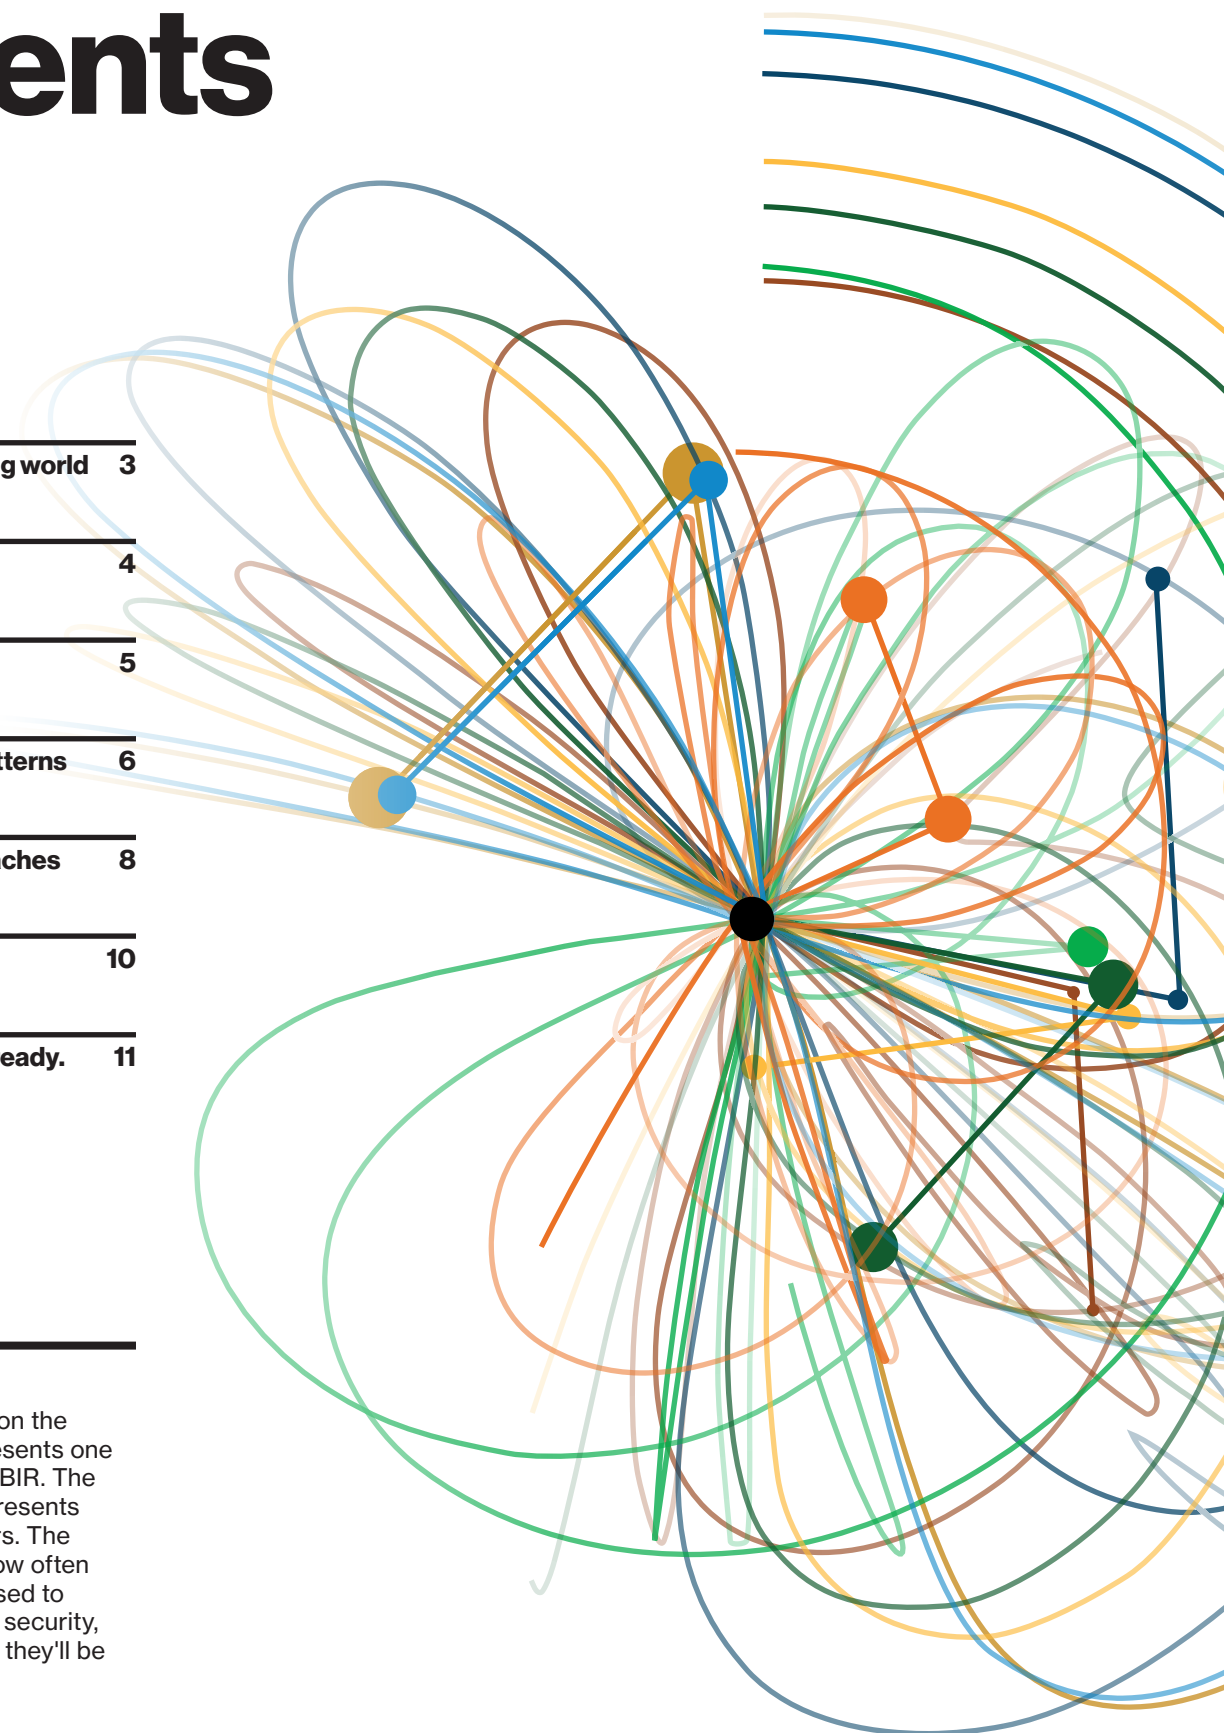 ents
g world 3
4
5
tterns 6
aches 8
10
eady. 11
on the
esents one
BIR. The
resents
rs. The
ow often
sed to
security,
they'll be